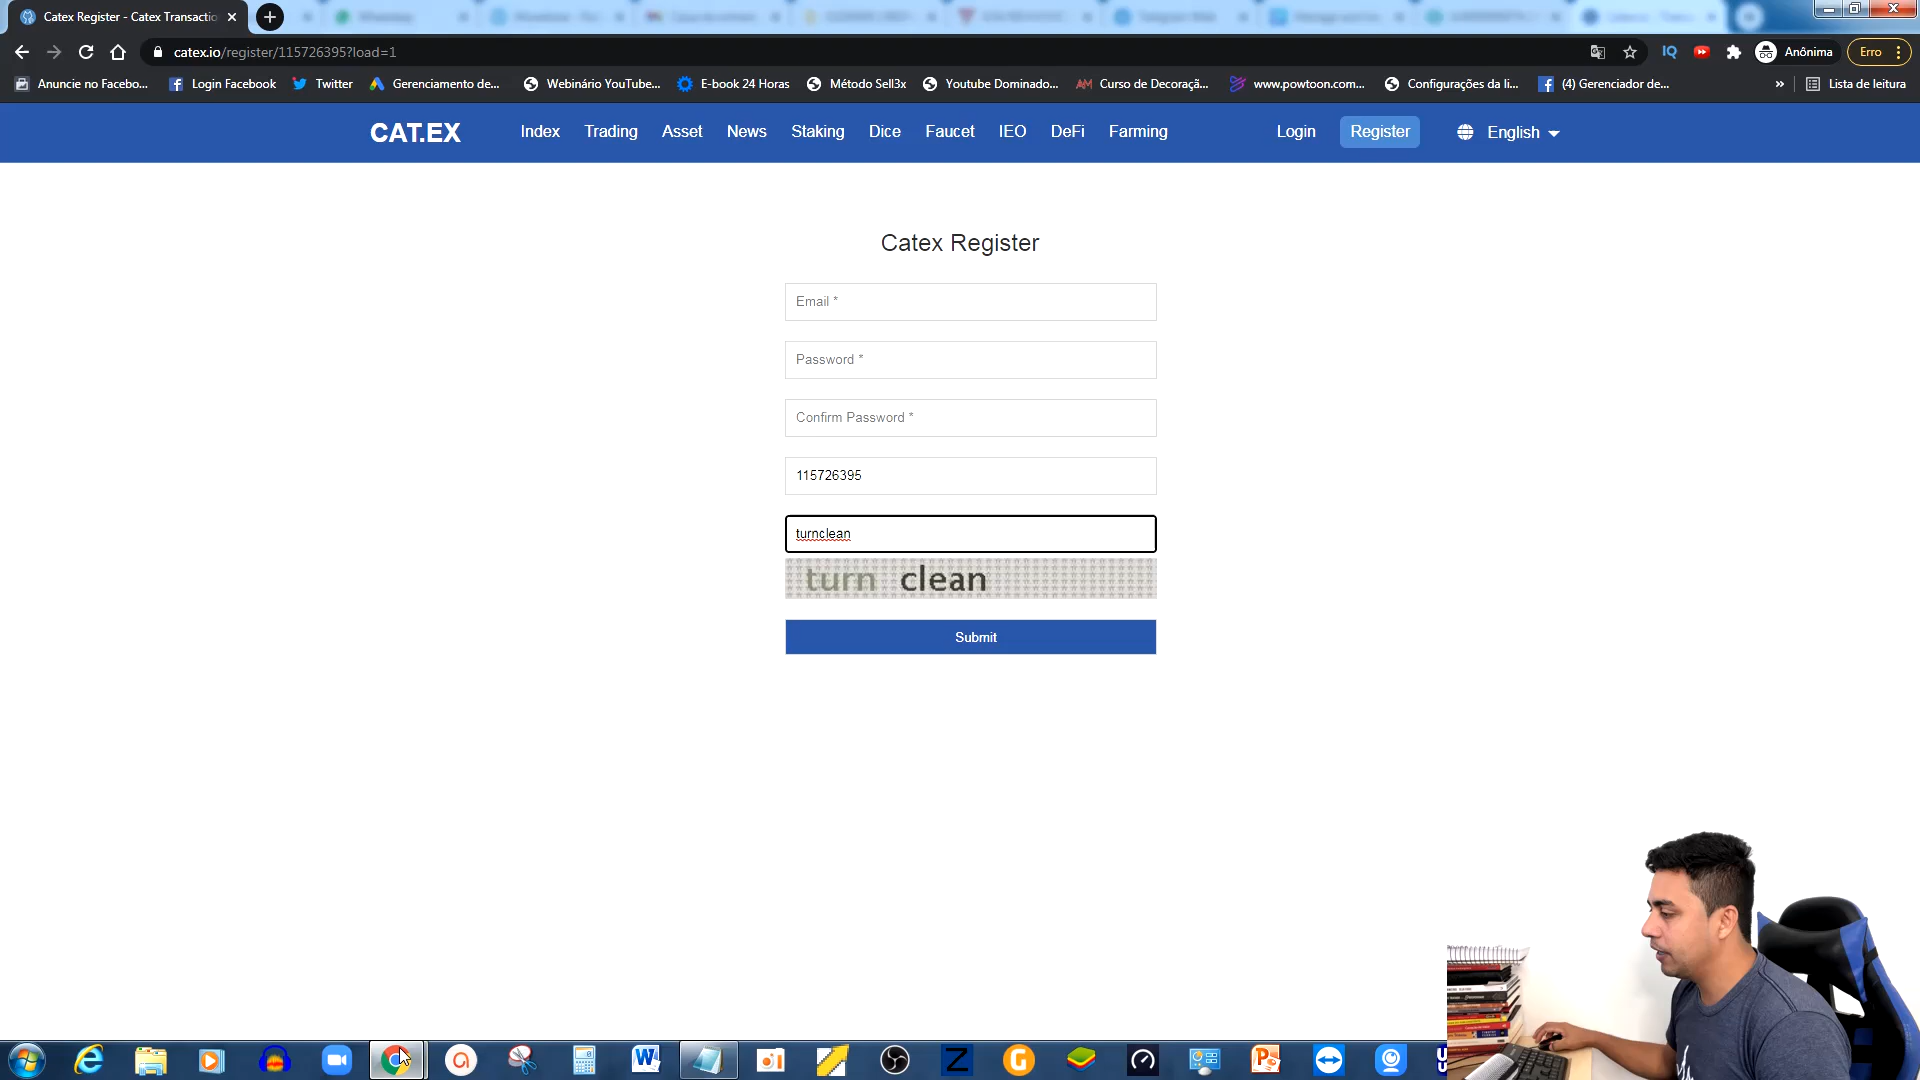 Catex Register - Catex Transactio
catex.io/register/115726395?load=1
Anônima
Erro
Anuncie no Facebo...
Login Facebook
Twitter
Gerenciamento de...
Webinário YouTube...
E-book 24 Horas
Método Sell3x
Youtube Dominado...
AM
Curso de Decoraçã...
www.powtoon.com...
Configurações da li...
(4) Gerenciador de...
»
Lista de leitura
CAT.EX
Index
Trading
Asset
News
Staking
Dice
Faucet
IEO
DeFi
Farming
Login
Register
English
Catex Register
Email *
Password *
Confirm Password *
115726395
turnclean
turn clean
Submit